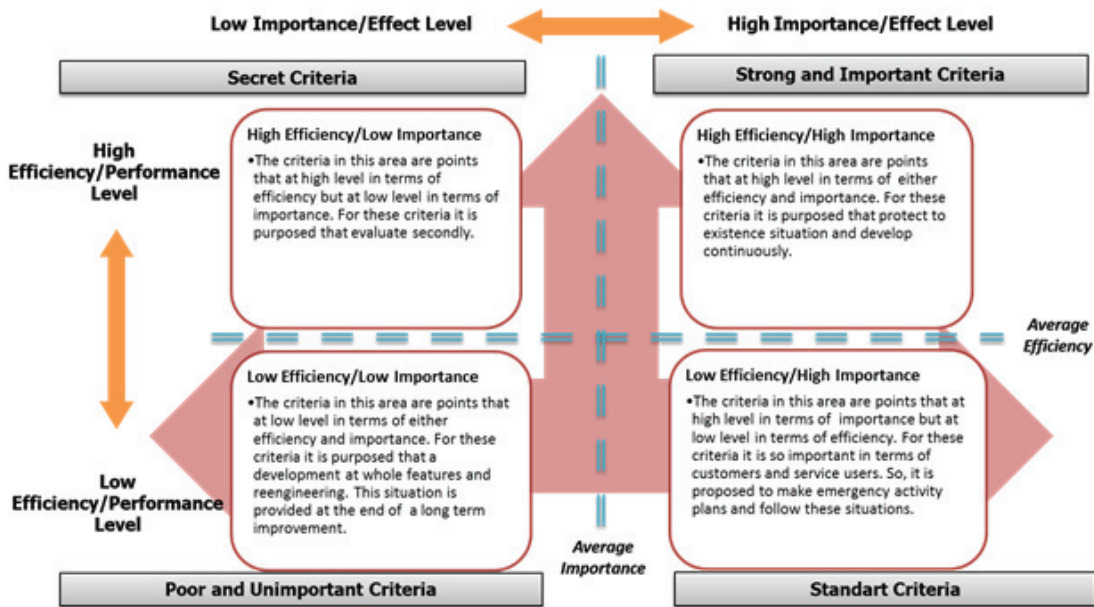 Low Importance/Effect Level
High Importance/Effect Level
Secret Criteria
Strong and Important Criteria
High
Efficiency/Performance
Level
High Efficiency/Low Importance
•The criteria in this area are points
that at high level in terms of
efficiency but at low level in terms of
importance. For these criteria it is
purposed that evaluate secondly.
High Efficiency/High Importance
•The criteria in this area are points
that at high level in terms of either
efficiency and importance. For these
criteria it is purposed that protect to
existence situation and develop
continuously.
Average
Efficiency
Low
Efficiency/Performance
Level
Low Efficiency/Low Importance
•The criteria in this area are points that
at low level in terms of either
efficiency and importance. For these
criteria it is purposed that a
development at whole features and
reengineering. This situation is
provided at the end of a long term
improvement.
Low Efficiency/High Importance
•The criteria in this area are points that at
high level in terms of importance but at
low level in terms of efficiency. For these
criteria it is so important in terms of
customers and service users. So, it is
proposed to make emergency activity
plans and follow these situations.
Average
Importance
Poor and Unimportant Criteria
Standart Criteria